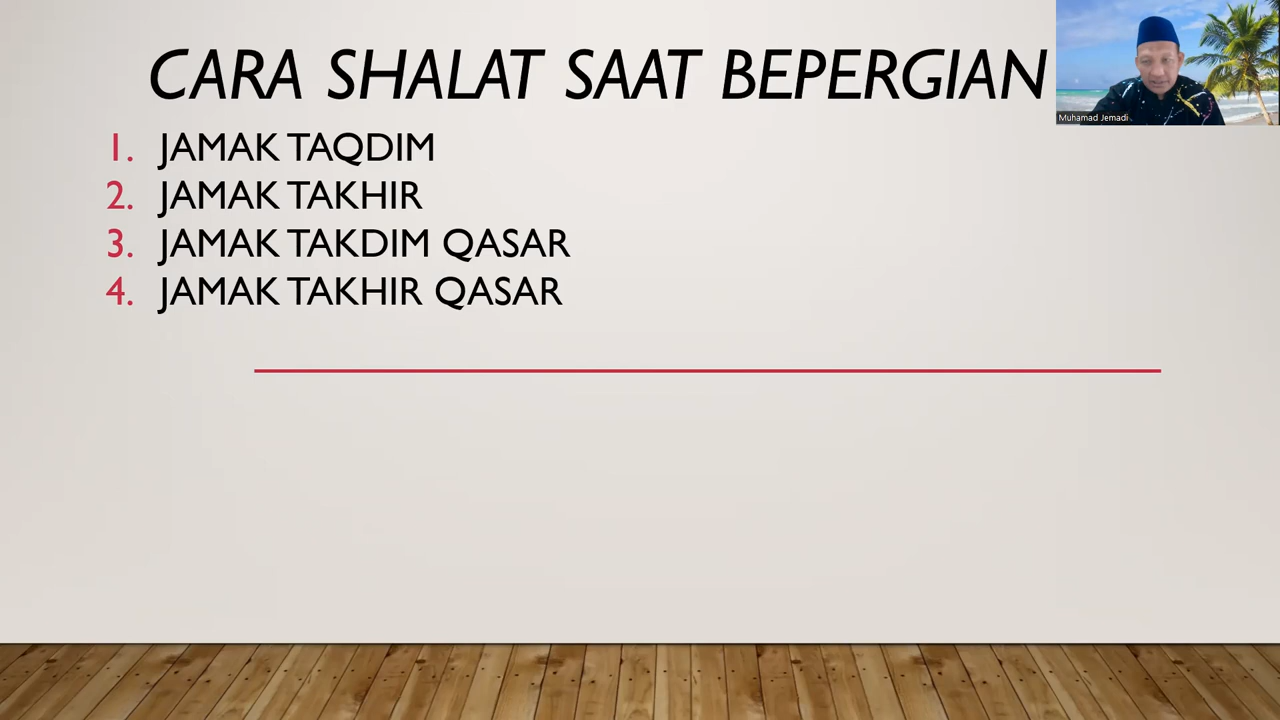 CARA SHALAT SAAT BEPERGIAN
Muhamad Jemadi
1. JAMAK TAQDIM
2. JAMAK TAKHIR
3. JAMAK TAKDIM QASAR
4. JAMAK TAKHIR QASAR